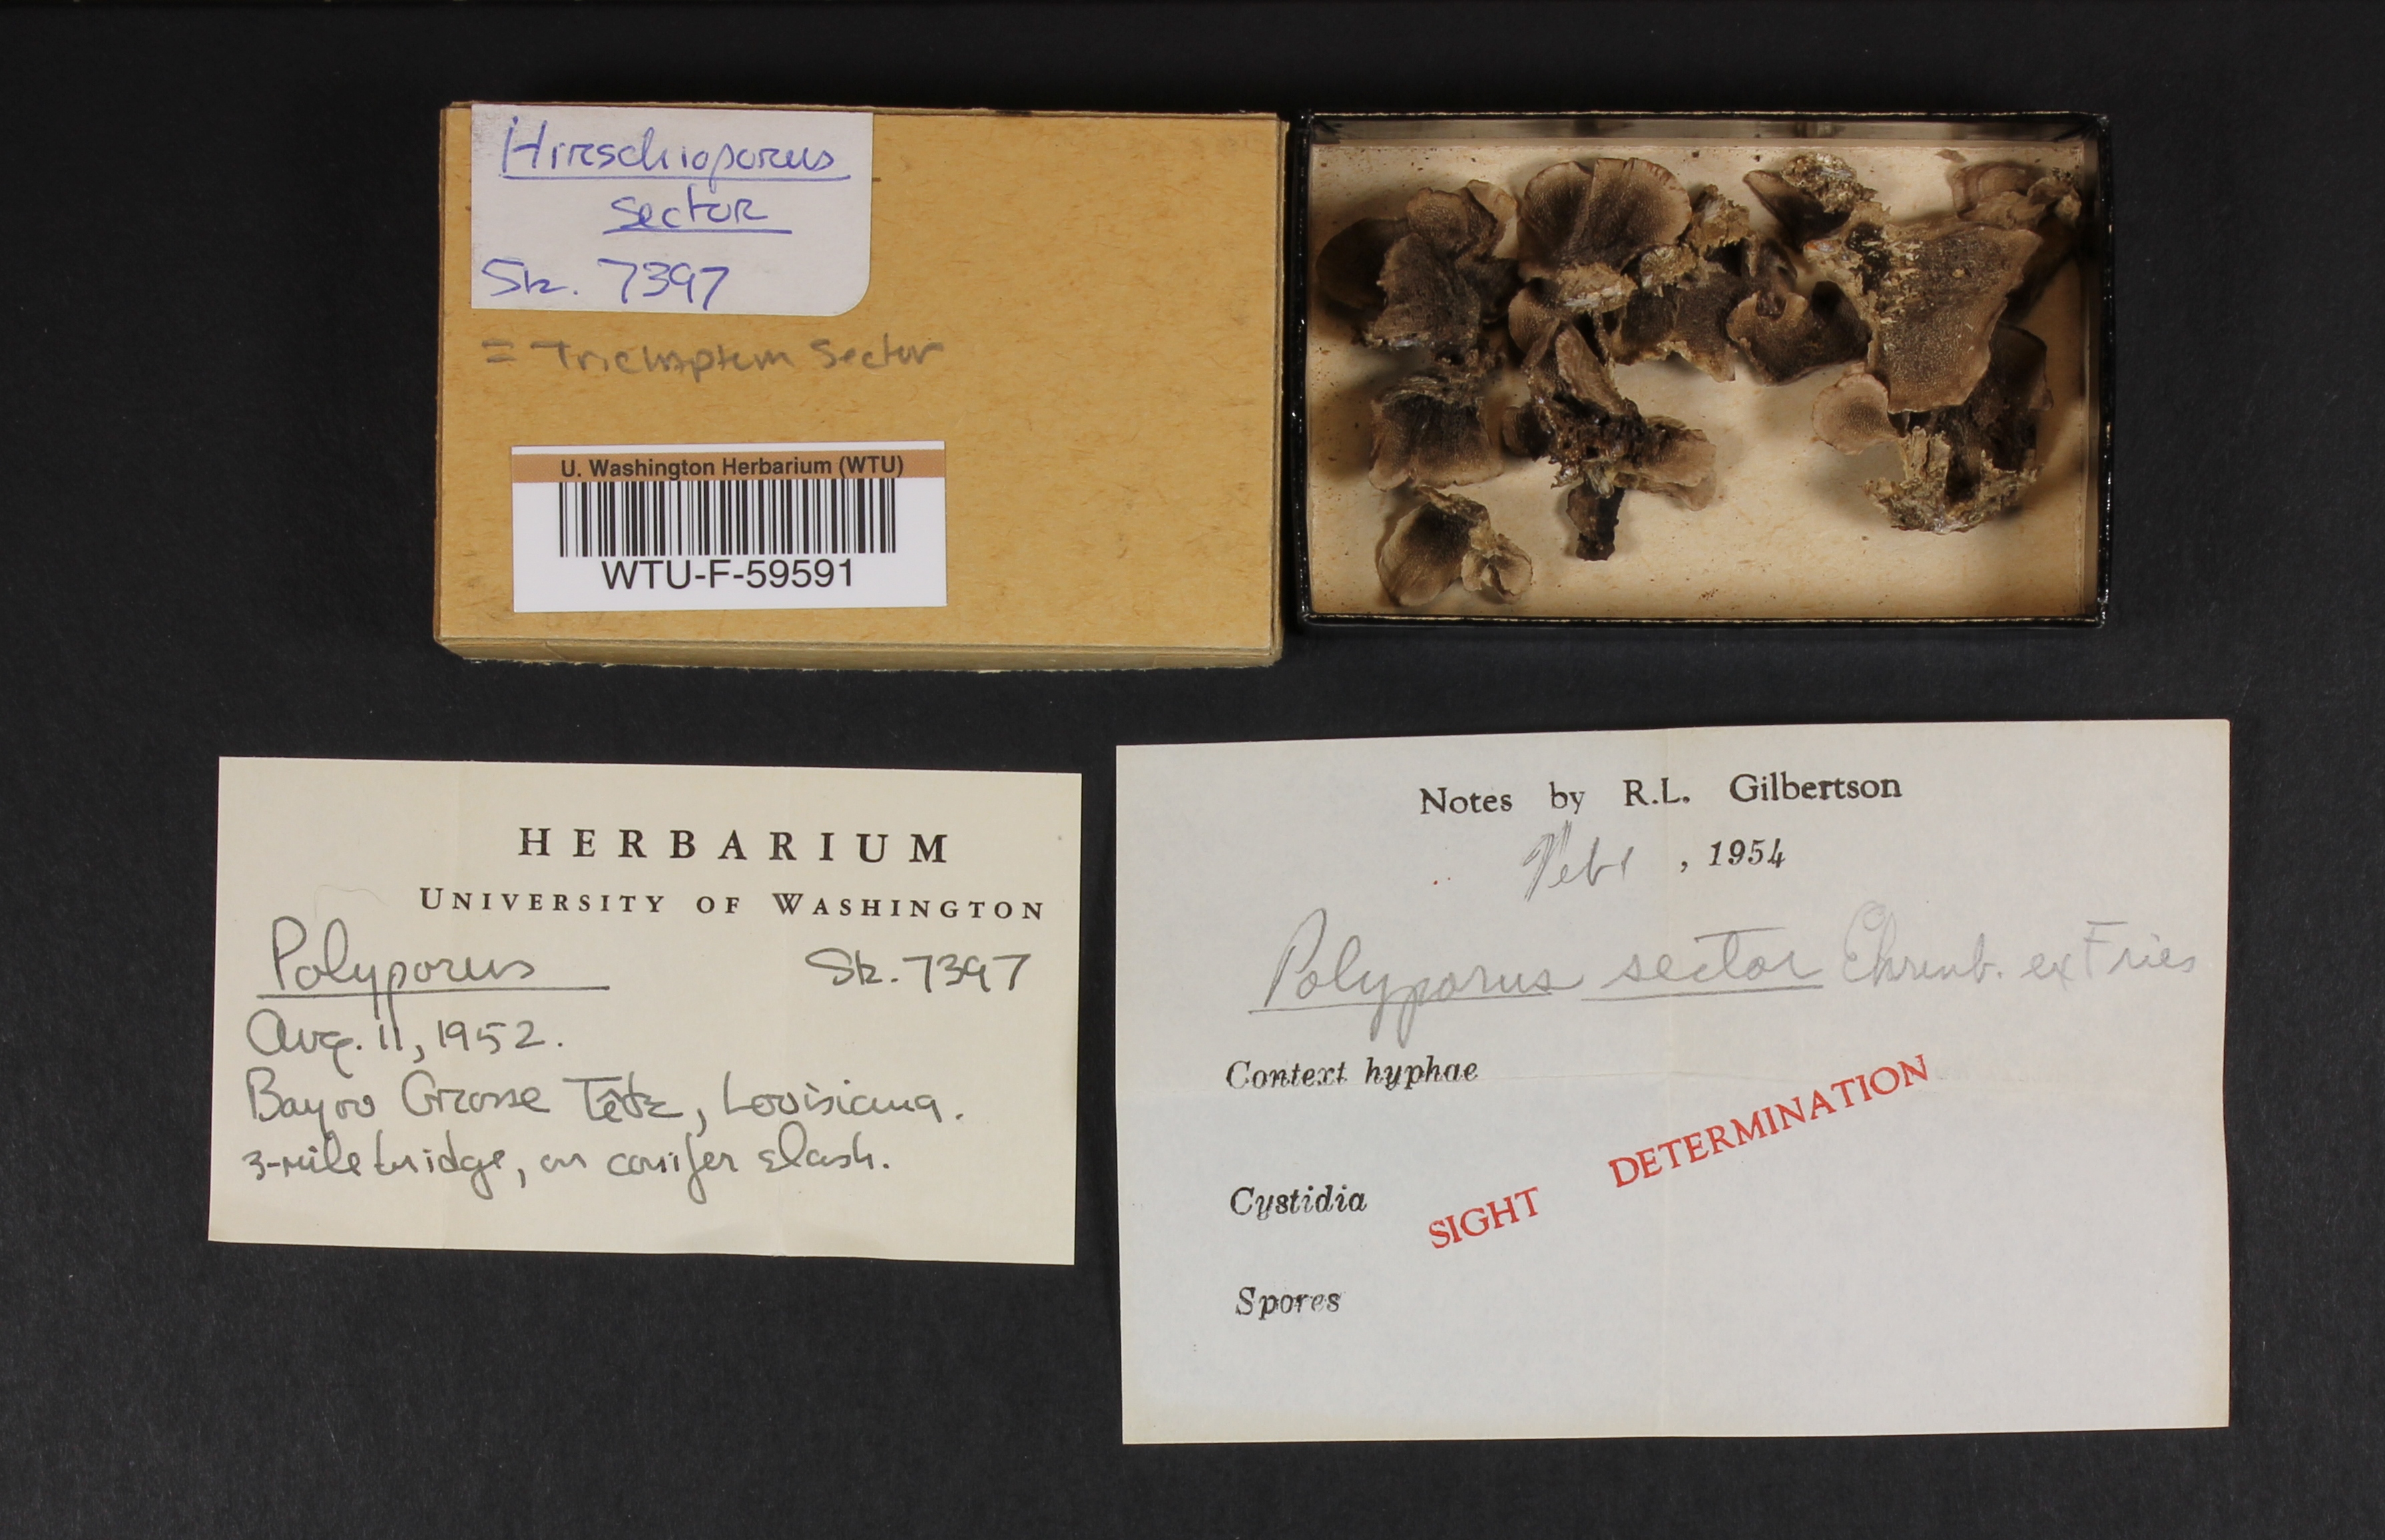 Hirschioporus
sector
Sk. 7397
= Trichaptum Sector
U. Washington Herbarium (WTU)
WTU-F-59591
HERBARIUM
UNIVERSITY OF WASHINGTON
Polyporus Sk. 7397
Aug. 11, 1952.
Bayou Grosse Tête, Louisiana.
3-mile bridge, on conifer slash.
Notes by R.L. Gilbertson
Feb , 1954
Polyporus sector Ehrenb. ex Fries
Context hyphae
SIGHT DETERMINATION
Cystidia
Spores